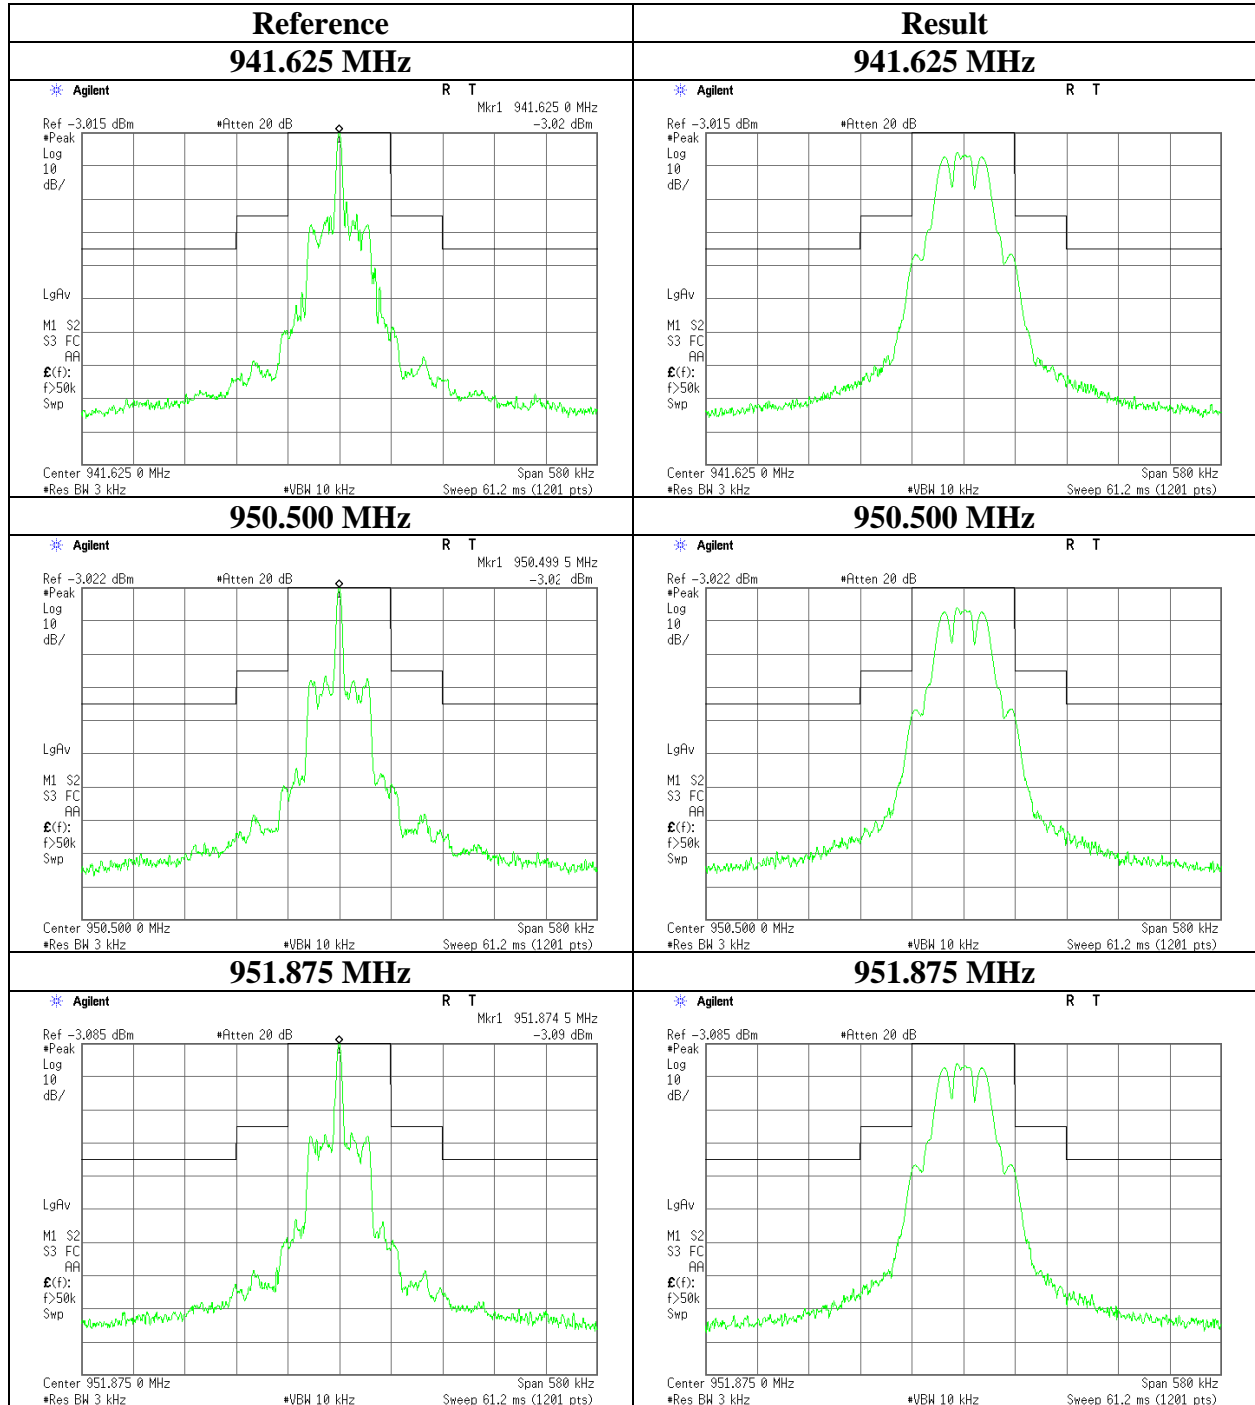 Reference Result
941.625 MHz 941.625 MHz
Agilent R T
Mkr1 941.625 0 MHz
Ref -3.015 dBm #Atten 20 dB -3.02 dBm
#Peak
Log
10
dB/
LgAv
M1 S2
S3 FC
AA
£(f):
f>50k
Swp
Center 941.625 0 MHz Span 580 kHz
#Res BW 3 kHz #VBW 10 kHz Sweep 61.2 ms (1201 pts)
Agilent R T
Ref -3.015 dBm #Atten 20 dB
#Peak
Log
10
dB/
LgAv
M1 S2
S3 FC
AA
£(f):
f>50k
Swp
Center 941.625 0 MHz Span 580 kHz
#Res BW 3 kHz #VBW 10 kHz Sweep 61.2 ms (1201 pts)
950.500 MHz 950.500 MHz
Agilent R T
Mkr1 950.499 5 MHz
Ref -3.022 dBm #Atten 20 dB -3.02 dBm
#Peak
Log
10
dB/
LgAv
M1 S2
S3 FC
AA
£(f):
f>50k
Swp
Center 950.500 0 MHz Span 580 kHz
#Res BW 3 kHz #VBW 10 kHz Sweep 61.2 ms (1201 pts)
Agilent R T
Ref -3.022 dBm #Atten 20 dB
#Peak
Log
10
dB/
LgAv
M1 S2
S3 FC
AA
£(f):
f>50k
Swp
Center 950.500 0 MHz Span 580 kHz
#Res BW 3 kHz #VBW 10 kHz Sweep 61.2 ms (1201 pts)
951.875 MHz 951.875 MHz
Agilent R T
Mkr1 951.874 5 MHz
Ref -3.085 dBm #Atten 20 dB -3.09 dBm
#Peak
Log
10
dB/
LgAv
M1 S2
S3 FC
AA
£(f):
f>50k
Swp
Center 951.875 0 MHz Span 580 kHz
#Res BW 3 kHz #VBW 10 kHz Sweep 61.2 ms (1201 pts)
Agilent R T
Ref -3.085 dBm #Atten 20 dB
#Peak
Log
10
dB/
LgAv
M1 S2
S3 FC
AA
£(f):
f>50k
Swp
Center 951.875 0 MHz Span 580 kHz
#Res BW 3 kHz #VBW 10 kHz Sweep 61.2 ms (1201 pts)